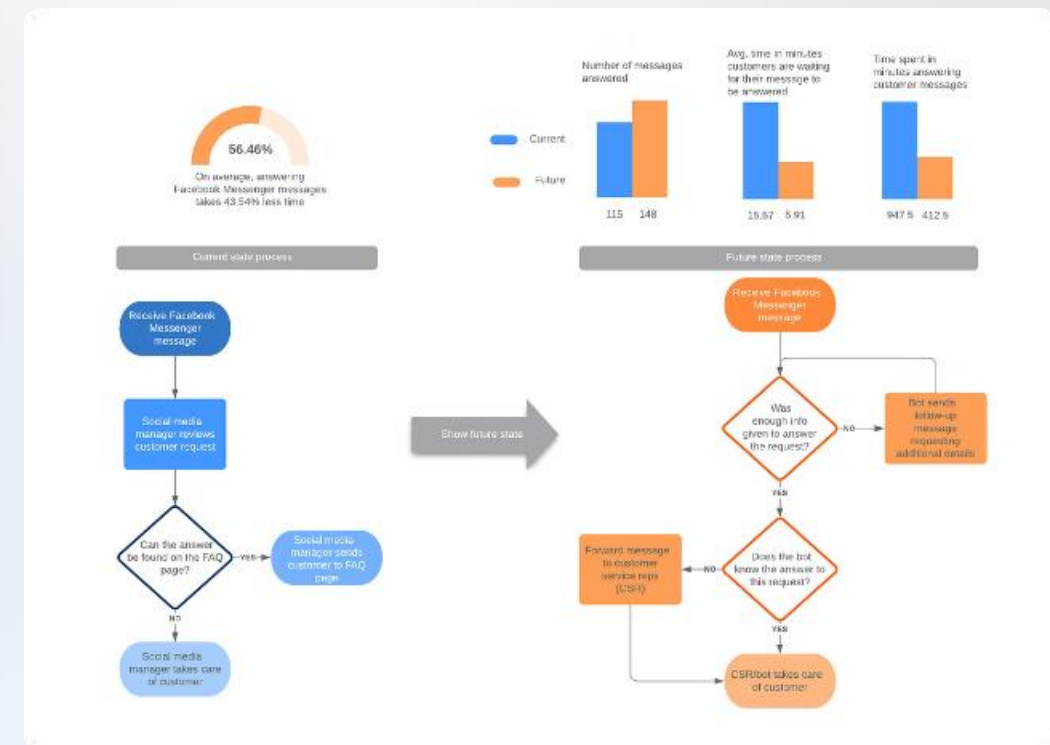 56.46%
On average, answering
Facebook Messenger messages
takes 43.54% less time
Current
Future
Number of messages
answered
115 148
Avg. time in minutes
customers are waiting
for their message to
be answered
15.57 5.91
Time spent in
minutes answering
customer messages
947.5 412.5
Current state process
Receive Facebook
Messenger
message
Social media
manager reviews
customer request
Can the answer
be found on the FAQ
page?
YES
Social media
manager sends
customer to FAQ
page
NO
Social media
manager takes care
of customer
Show future state
Future state process
Receive Facebook
Messenger
message
Was
enough info
given to answer
the request?
NO
Bot sends
follow-up
message
requesting
additional details
YES
Does the bot
know the answer to
this request?
NO
Forward message
to customer
service reps
(CSR)
YES
CSR/bot takes care
of customer